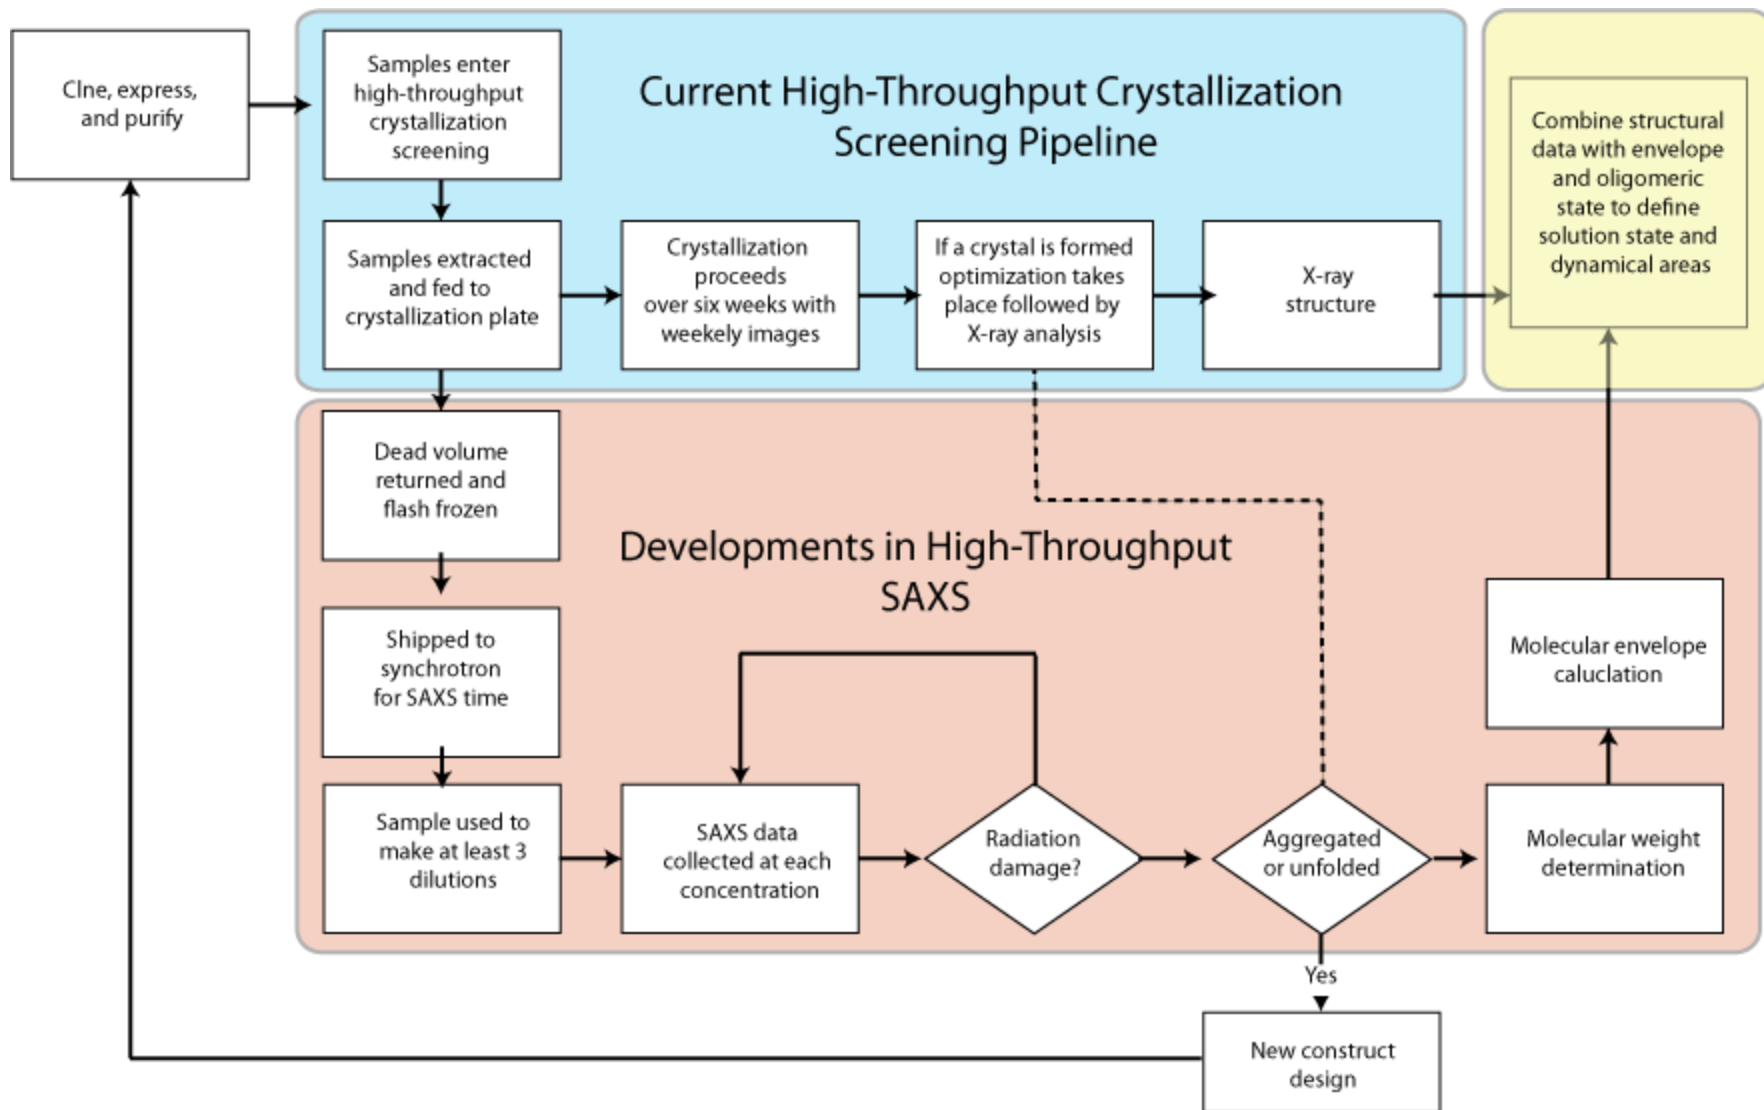 Clne, express,
and purify
Samples enter
high-throughput
crystallization
screening
Current High-Throughput Crystallization
Screening Pipeline
Combine structural
data with envelope
and oligomeric
state to define
solution state and
dynamical areas
Samples extracted
and fed to
crystallization plate
Crystallization
proceeds
over six weeks with
weekely images
If a crystal is formed
optimization takes
place followed by
X-ray analysis
X-ray
structure
Dead volume
returned and
flash frozen
Developments in High-Throughput
SAXS
Shipped to
synchrotron
for SAXS time
Molecular envelope
caluclation
Sample used to
make at least 3
dilutions
SAXS data
collected at each
concentration
Radiation
damage?
Aggregated
or unfolded
Molecular weight
determination
Yes
New construct
design